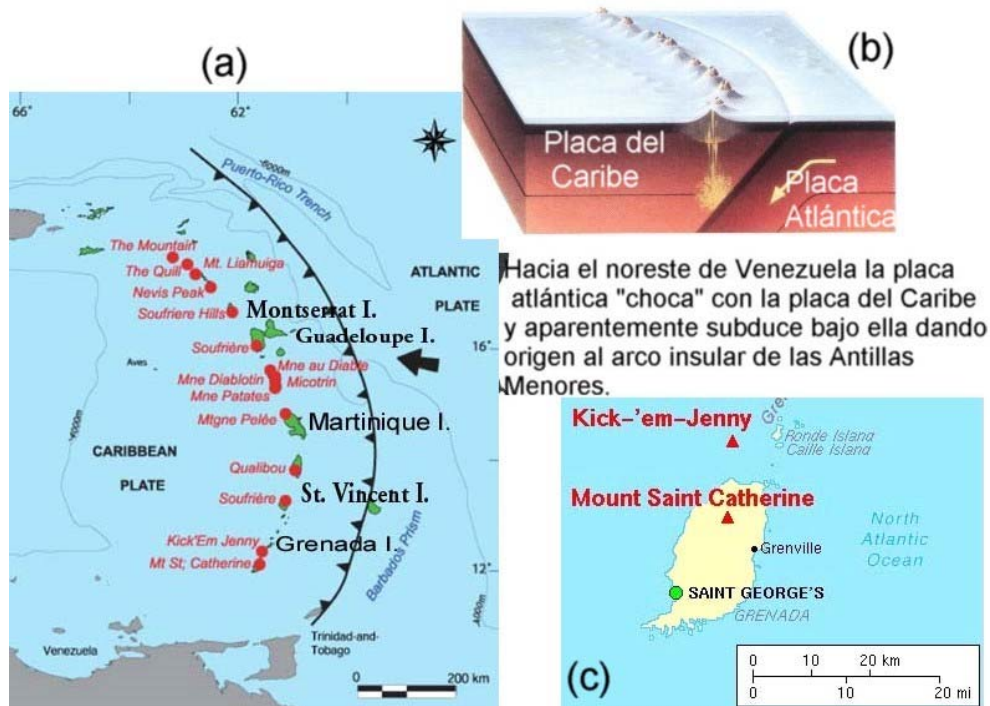 (a)
66°
62°
Puerto-Rico Trench
-6000m
The Mountain
Mt. Liamuiga
The Quill
Nevis Peak
Soufriere Hills
Montserrat I.
Guadeloupe I.
ATLANTIC
PLATE
16°
Soufrière
Aves
Mne au Diable
Mne Diablotin
Micotrin
Mne Patates
-4000m
Mtgne Pelée
Martinique I.
CARIBBEAN
PLATE
Qualibou
Soufrière
St. Vincent I.
Kick'Em Jenny
Grenada I.
Mt St; Catherine
12°
Barbados Prism
Venezuela
Trinidad-and-
Tobago
0 200 km
(b)
Placa del
Caribe
Placa
Atlántica
Hacia el noreste de Venezuela la placa
atlántica "choca" con la placa del Caribe
y aparentemente subduce bajo ella dando
origen al arco insular de las Antillas
Menores.
Kick-'em-Jenny
Ronde Island
Caille Island
Mount Saint Catherine
North
Atlantic
Ocean
Grenville
SAINT GEORGE'S
GRENADA
(c)
0 10 20 km
0 10 20 mi